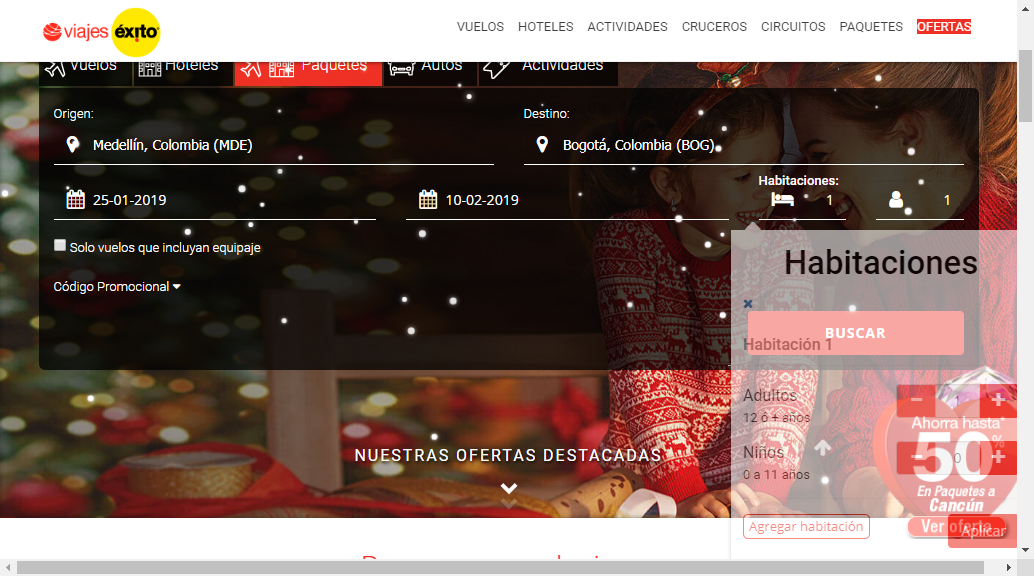 viajes éxito
VUELOS HOTELES ACTIVIDADES CRUCEROS CIRCUITOS PAQUETES OFERTAS
Vuelos Hoteles Paquetes Autos Actividades
Origen: Destino:
Medellín, Colombia (MDE) Bogotá, Colombia (BOG)
Habitaciones:
25-01-2019 10-02-2019 1 1
Solo vuelos que incluyan equipaje
Habitaciones
Código Promocional
BUSCAR
Habitación 1
Adultos
12 ó + años
− 1 +
Ahorra hasta*
50%
Niños
0 a 11 años
− 0 +
NUESTRAS OFERTAS DESTACADAS
En Paquetes a
Cancún
Agregar habitación
Ver oferta
Aplicar